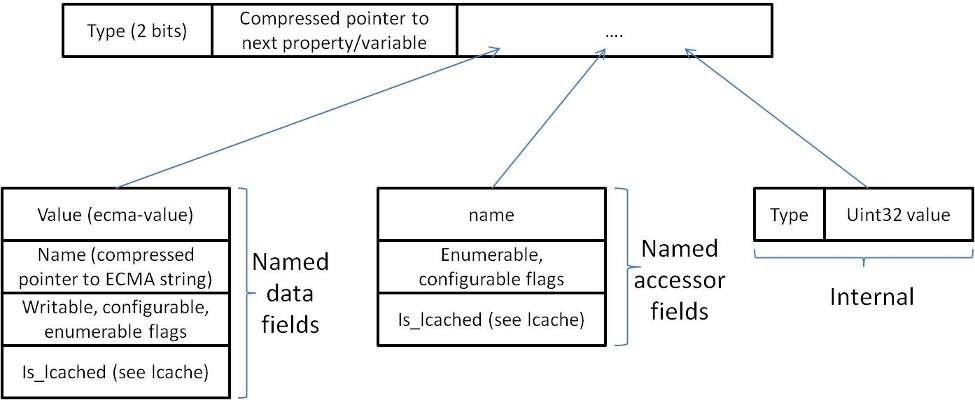 Type (2 bits)
Compressed pointer to
next property/variable
....
Value (ecma-value)
Name (compressed
pointer to ECMA string)
Writable, configurable,
enumerable flags
Is_lcached (see lcache)
Named
data
fields
name
Enumerable,
configurable flags
Is_lcached (see lcache)
Named
accessor
fields
Type
Uint32 value
Internal